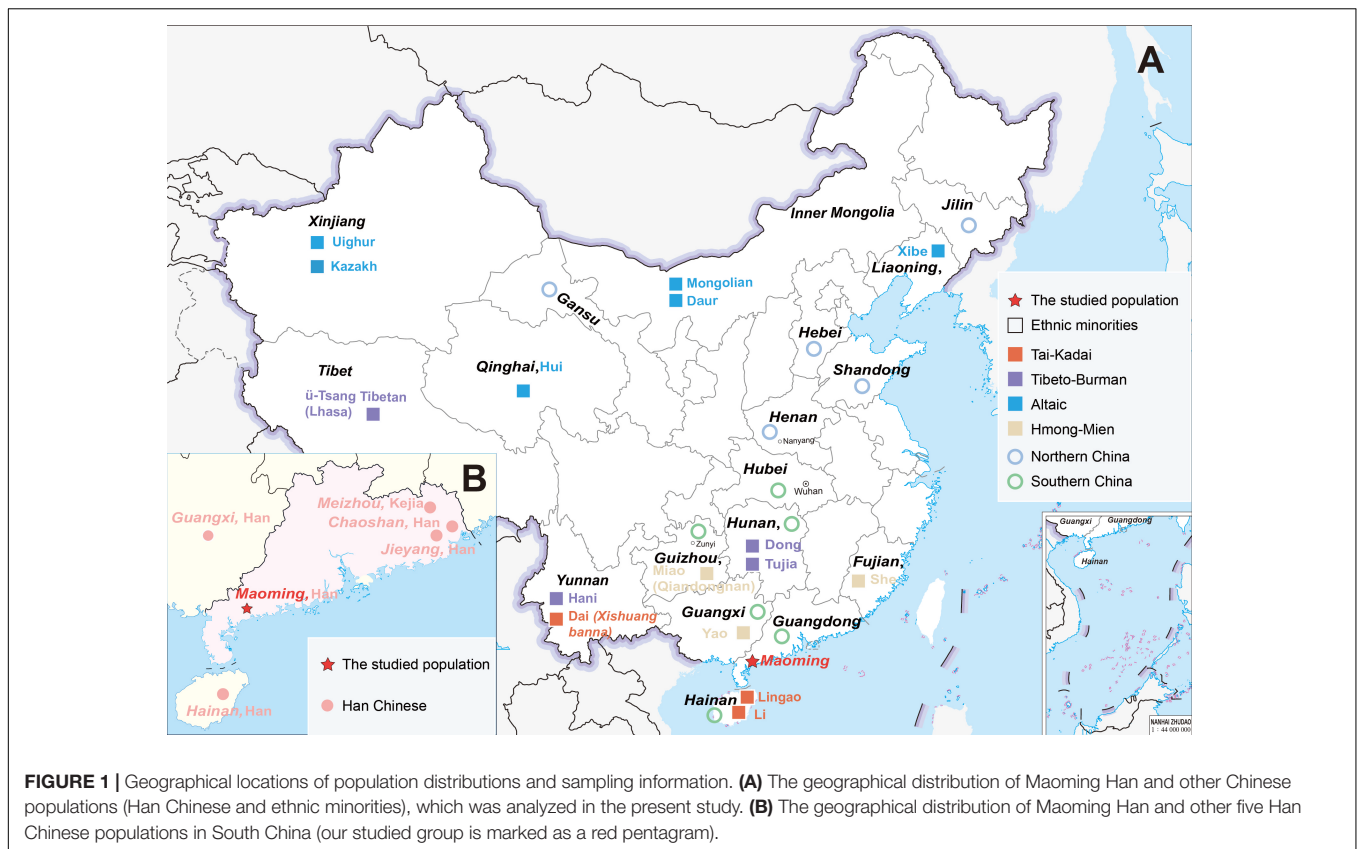 A
Xinjiang
Uighur
Kazakh
Inner Mongolia
Jilin
Xibe
Liaoning,
Mongolian
Daur
Gansu
Hebei
Shandong
Qinghai, Hui
Tibet
ü-Tsang Tibetan
(Lhasa)
Henan
Nanyang
Hubei
Wuhan
Hunan,
Zunyi
Dong
Tujia
Guizhou,
Miao
(Qiandonghan)
Fujian,
She
Yunnan
Hani
Dai (Xishuang
banna)
Guangxi
Yao
Guangdong
Maoming
Hainan
Lingao
Li
The studied population
Ethnic minorities
Tai-Kadai
Tibeto-Burman
Altaic
Hmong-Mien
Northern China
Southern China
B
Meizhou, Kejia
Chaoshan, Han
Guangxi, Han
Jieyang, Han
Maoming, Han
Hainan, Han
The studied population
Han Chinese
Guangxi
Guangdong
Hainan
NANHAI ZHUDAO
1 : 44 000 000
FIGURE 1 | Geographical locations of population distributions and sampling information. (A) The geographical distribution of Maoming Han and other Chinese
populations (Han Chinese and ethnic minorities), which was analyzed in the present study. (B) The geographical distribution of Maoming Han and other five Han
Chinese populations in South China (our studied group is marked as a red pentagram).